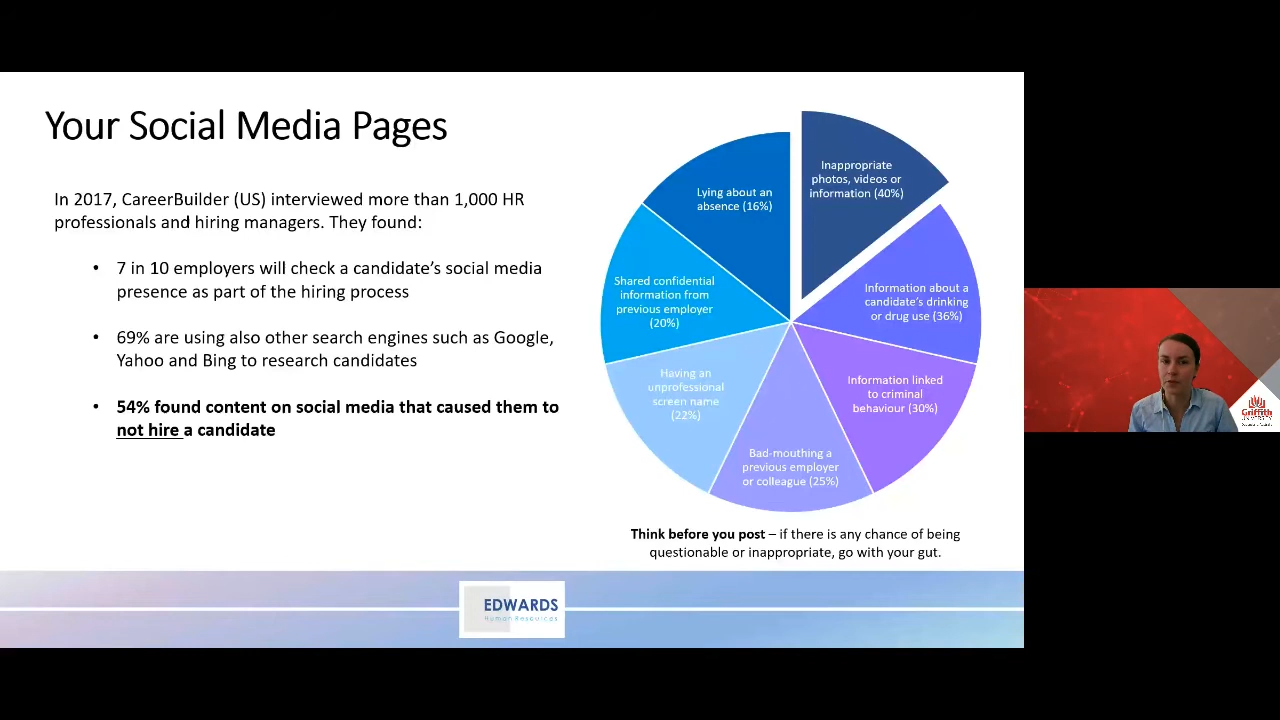 Your Social Media Pages
In 2017, CareerBuilder (US) interviewed more than 1,000 HR
professionals and hiring managers. They found:
• 7 in 10 employers will check a candidate's social media
presence as part of the hiring process
• 69% are using also other search engines such as Google,
Yahoo and Bing to research candidates
• 54% found content on social media that caused them to
not hire a candidate
Inappropriate
photos, videos or
information (40%)
Information about a
candidate's drinking
or drug use (36%)
Information linked
to criminal
behaviour (30%)
Bad-mouthing a
previous employer
or colleague (25%)
Having an
unprofessional
screen name
(22%)
Shared confidential
information from
previous employer
(20%)
Lying about an
absence (16%)
Think before you post – if there is any chance of being
questionable or inappropriate, go with your gut.
EDWARDS
Human Resources
Griffith